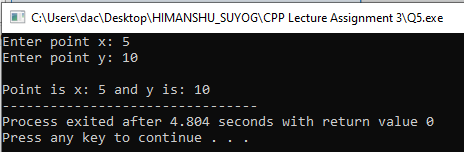 C:\Users\dac\Desktop\HIMANSHU_SUYOG\CPP Lecture Assignment 3\Q5.exe
Enter point x: 5
Enter point y: 10
Point is x: 5 and y is: 10
--------------------------------
Process exited after 4.804 seconds with return value 0
Press any key to continue . . .